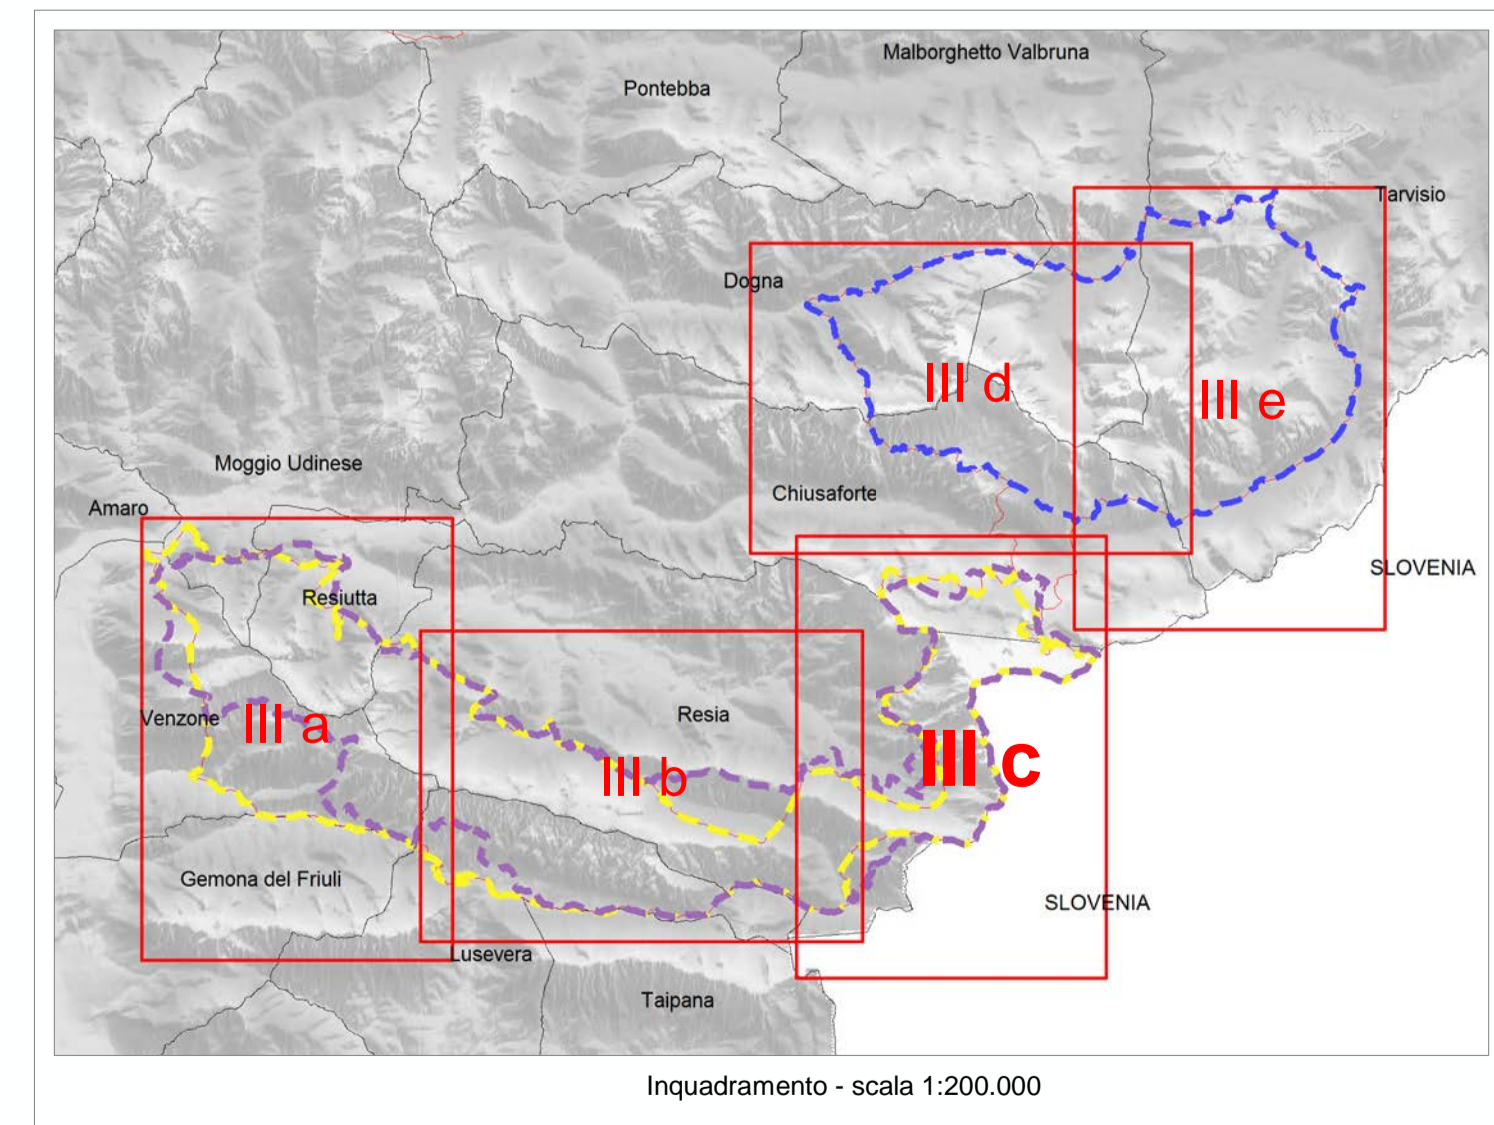 Malborghetto Valbruna
Pontebba
Tarvisio
Dogna
III d
III e
Moggio Udinese
Chiusaforte
Amaro
SLOVENIA
Resiutta
Resia
Venzone
III a
III b
III c
Gemona del Friuli
SLOVENIA
Lusevera
Taipana
Inquadramento - scala 1:200.000